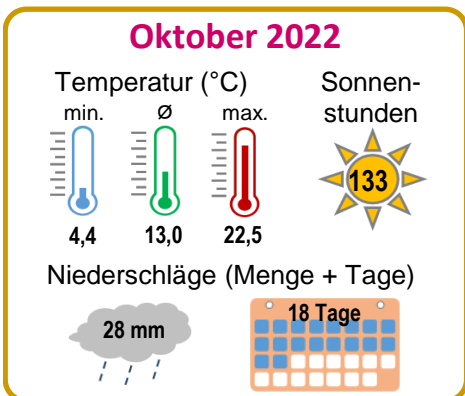 Oktober 2022
Temperatur (°C)
Sonnen-
stunden
min. Ø max.
133
4,4 13,0 22,5
Niederschläge (Menge + Tage)
28 mm
18 Tage